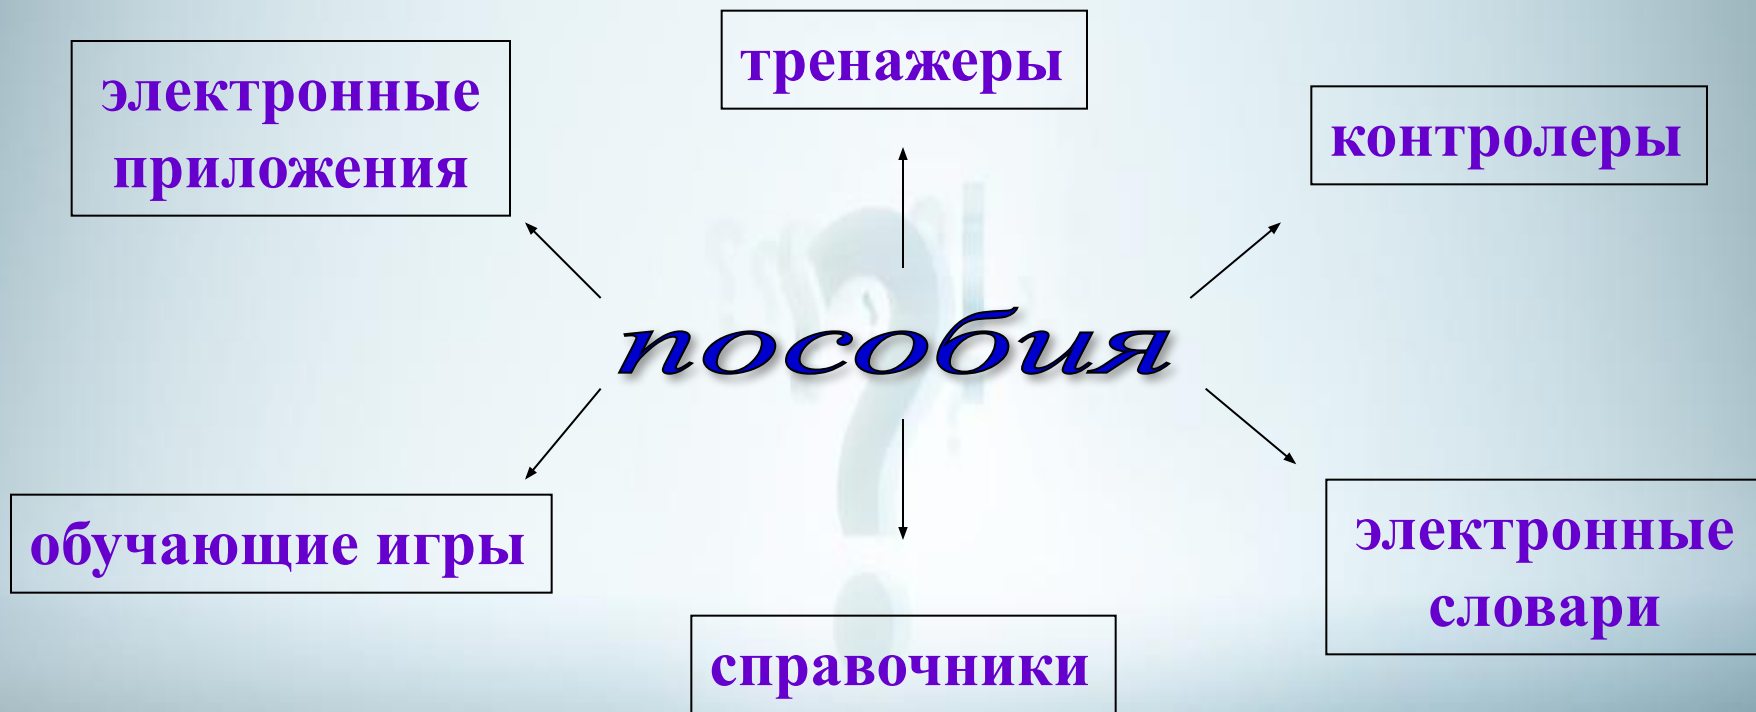 тренажеры
электронные
приложения
контролеры
пособия
обучающие игры
электронные
словари
справочники